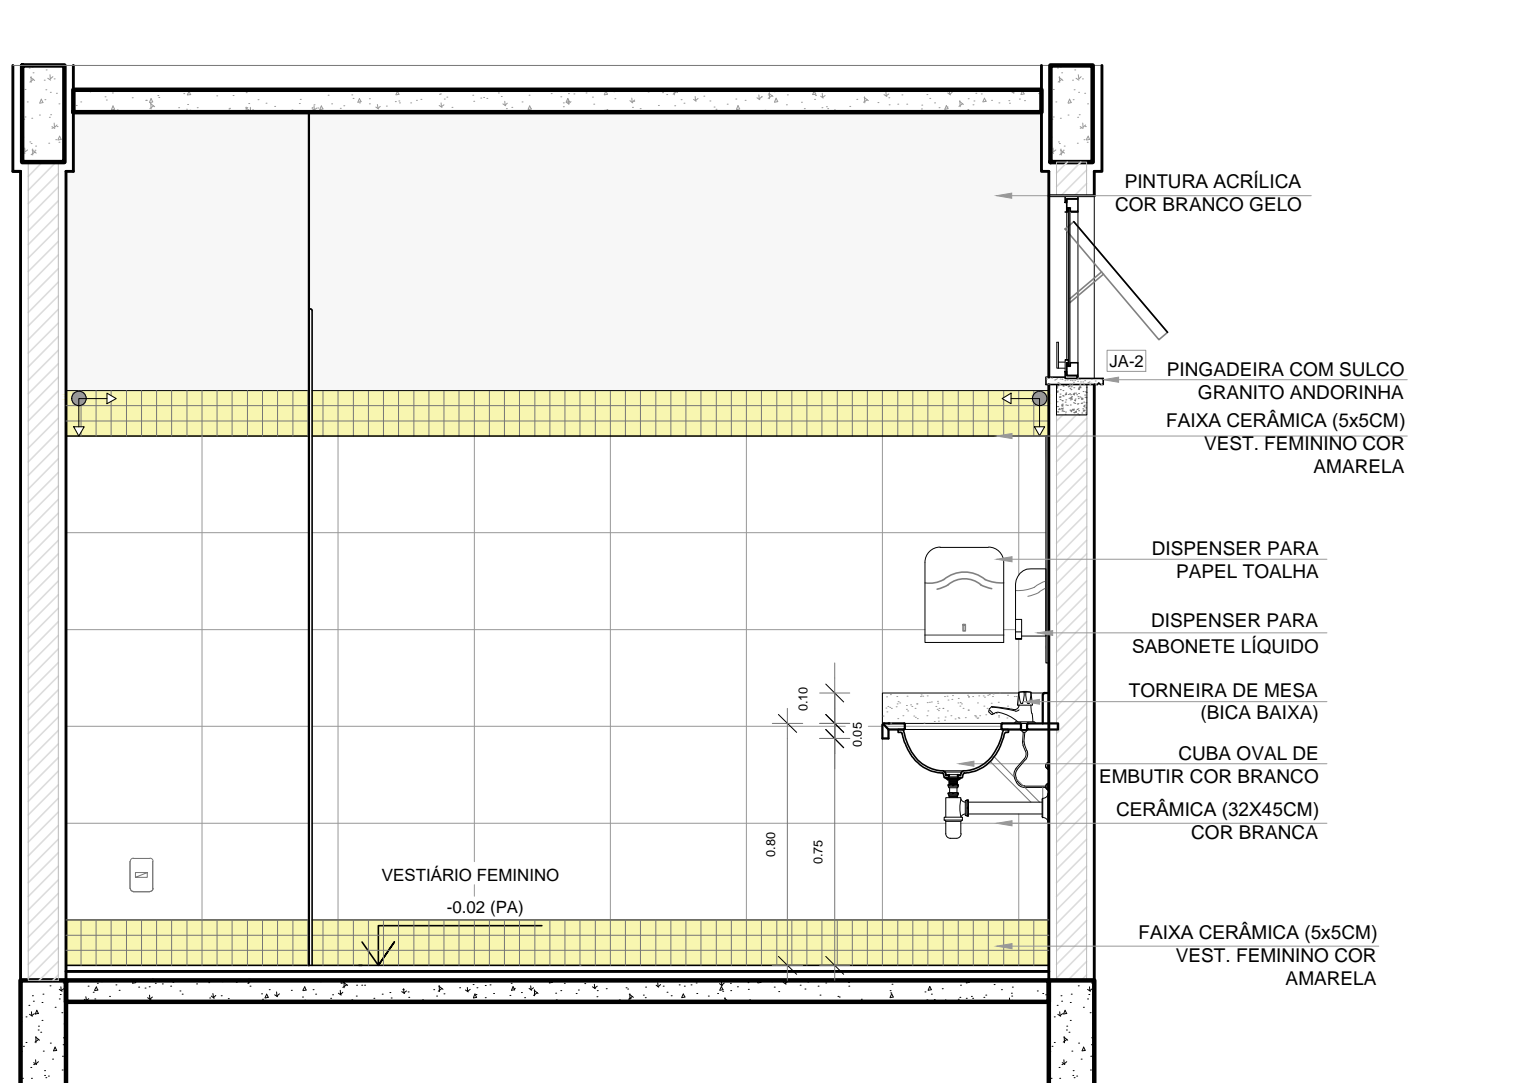 PINTURA ACRÍLICA
COR BRANCO GELO
JA-2
PINGADEIRA COM SULCO
GRANITO ANDORINHA
FAIXA CERÂMICA (5x5CM)
VEST. FEMININO COR
AMARELA
DISPENSER PARA
PAPEL TOALHA
DISPENSER PARA
SABONETE LÍQUIDO
TORNEIRA DE MESA
(BICA BAIXA)
0.10
0.05
CUBA OVAL DE
EMBUTIR COR BRANCO
CERÂMICA (32X45CM)
COR BRANCA
0.80
0.75
VESTIÁRIO FEMININO
-0.02 (PA)
FAIXA CERÂMICA (5x5CM)
VEST. FEMININO COR
AMARELA